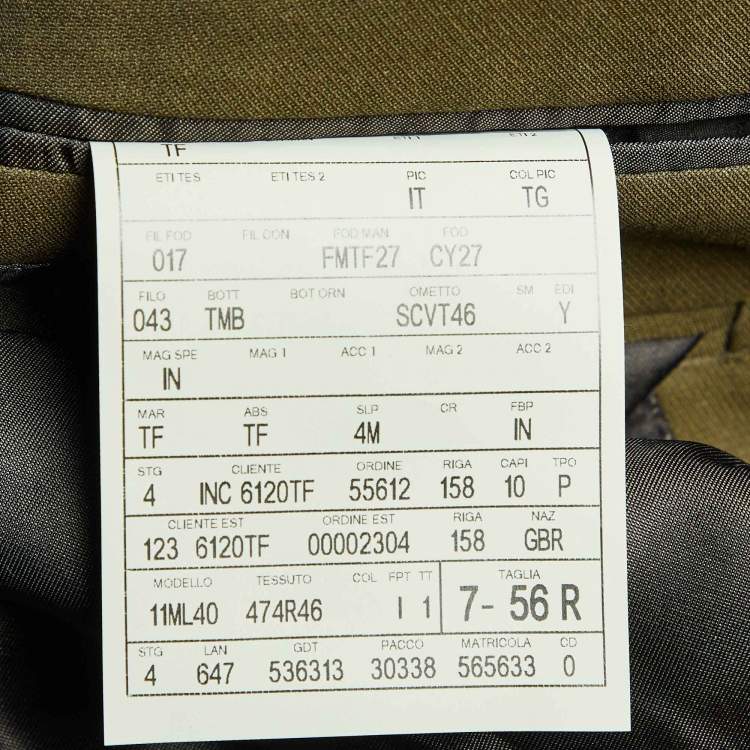 TF
ETI TES ETI TES 2 PIC COL PIC
IT TG
FIL FOD FIL CON FOD MAN FOD
017 FMTF27 CY27
FILO BOTT BOT ORN OMETTO SM EDI
043 TMB SCVT46 Y
MAG SPE MAG 1 ACC 1 MAG 2 ACC 2
IN
MAR ABS SLP CR FBP
TF TF 4M IN
STG CLIENTE ORDINE RIGA CAPI TPO
4 INC 6120TF 55612 158 10 P
CLIENTE EST ORDINE EST RIGA NAZ
123 6120TF 00002304 158 GBR
MODELLO TESSUTO COL FPT TT TAGLIA
11ML40 474R46 I 1 7- 56 R
STG LAN GDT PACCO MATRICOLA CD
4 647 536313 30338 565633 0